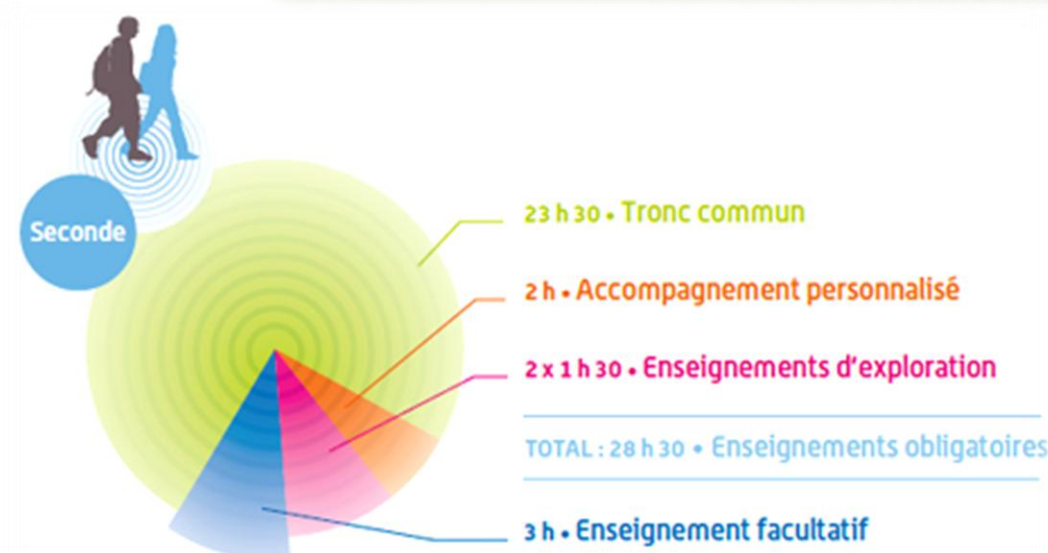 Seconde
23 h 30 • Tronc commun
2 h • Accompagnement personnalisé
2 x 1 h 30 • Enseignements d'exploration
TOTAL : 28 h 30 • Enseignements obligatoires
3 h • Enseignement facultatif